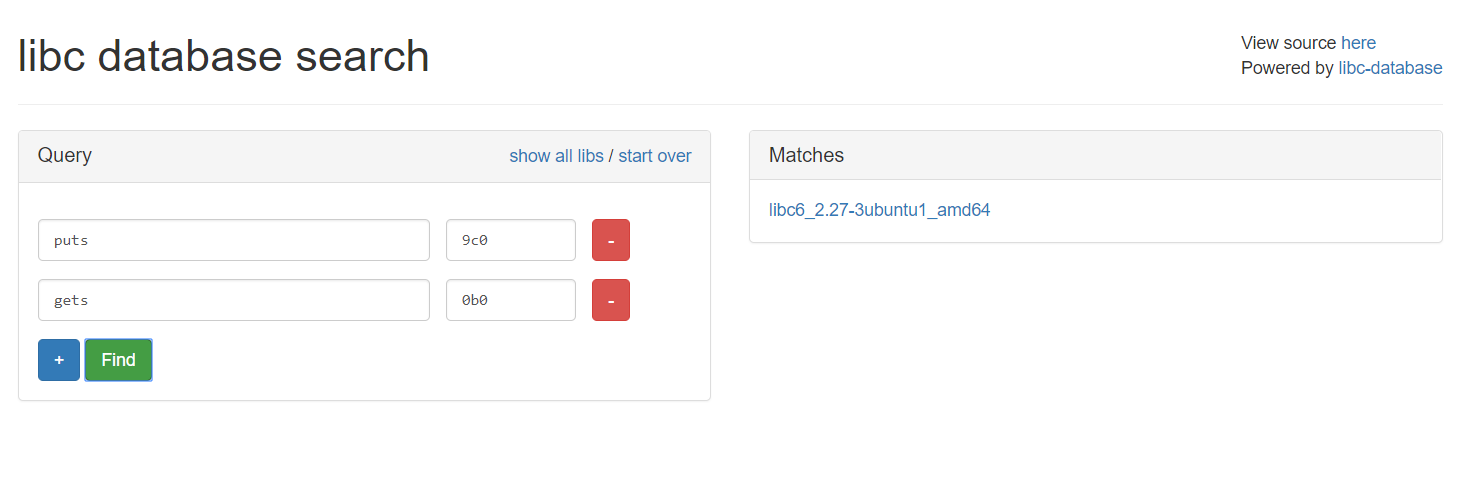 libc database search
View source here
Powered by libc-database
Query
show all libs / start over
puts
9c0
-
gets
0b0
-
+
Find
Matches
libc6_2.27-3ubuntu1_amd64